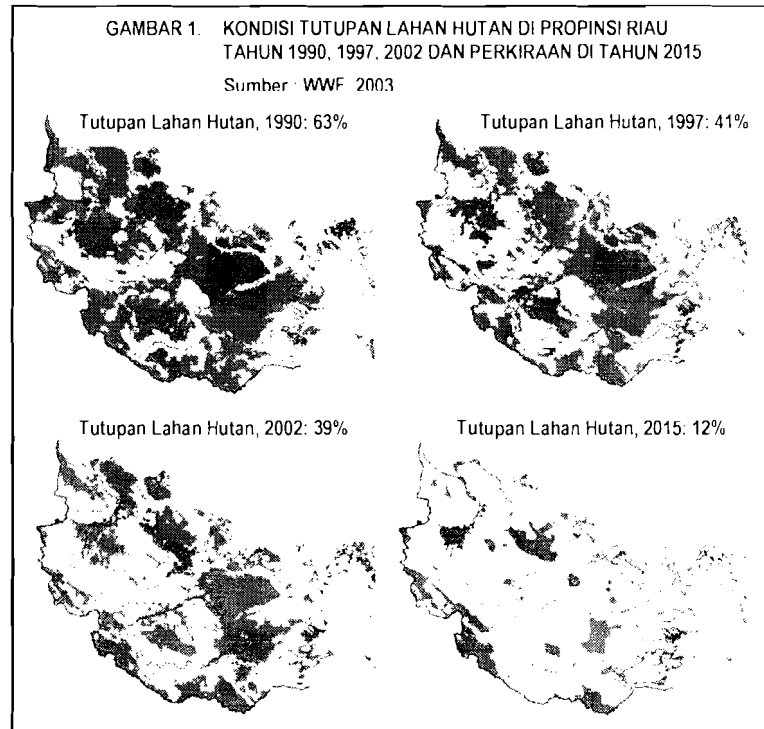 GAMBAR 1. KONDISI TUTUPAN LAHAN HUTAN DI PROPINSI RIAU
TAHUN 1990, 1997, 2002 DAN PERKIRAAN DI TAHUN 2015
Sumber : WWF 2003
Tutupan Lahan Hutan, 1990: 63%
Tutupan Lahan Hutan, 1997: 41%
Tutupan Lahan Hutan, 2002: 39%
Tutupan Lahan Hutan, 2015: 12%